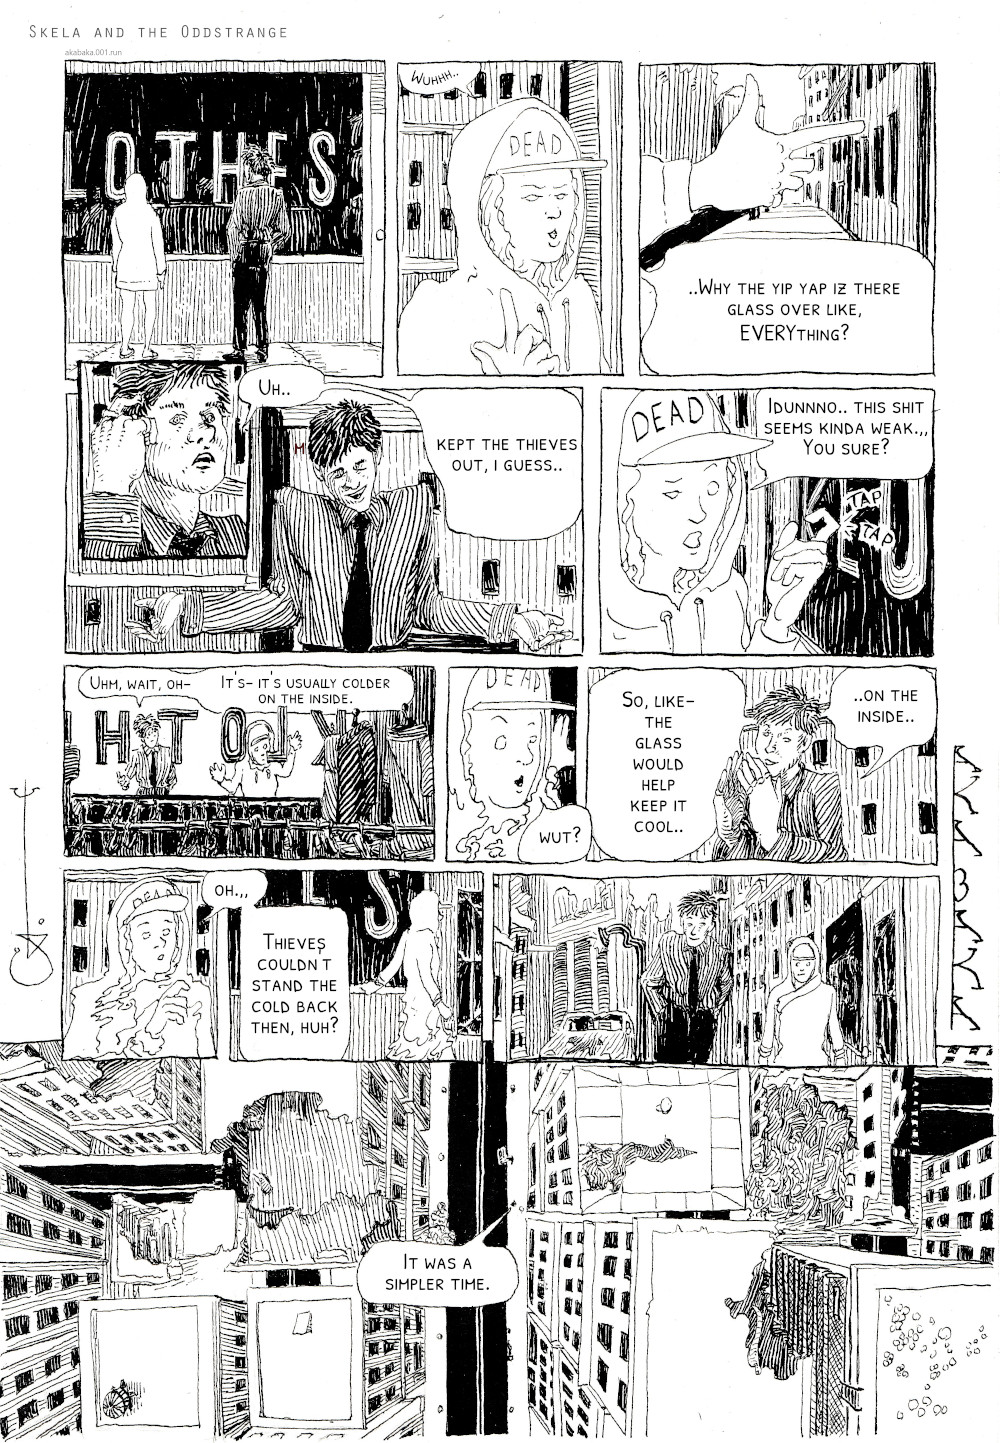 SKELA AND THE ODDSTRANGE
akabaka.001.run
LOTHES
WUHHH..
DEAD
..WHY THE YIP YAP IZ THERE
GLASS OVER LIKE,
EVERYTHING?
UH..
KEPT THE THIEVES
OUT, I GUESS..
DEAD
IDUNNNO.. THIS SHIT
SEEMS KINDA WEAK.,,
YOU SURE?
TAP
TAP
UHM, WAIT, OH-
IT'S- IT'S USUALLY COLDER
ON THE INSIDE.
DEAD
WUT?
SO, LIKE-
THE
GLASS
WOULD
HELP
KEEP IT
COOL..
..ON THE
INSIDE..
DEAD
OH.,,
THIEVES
COULDN T
STAND THE
COLD BACK
THEN, HUH?
IT WAS A
SIMPLER TIME.